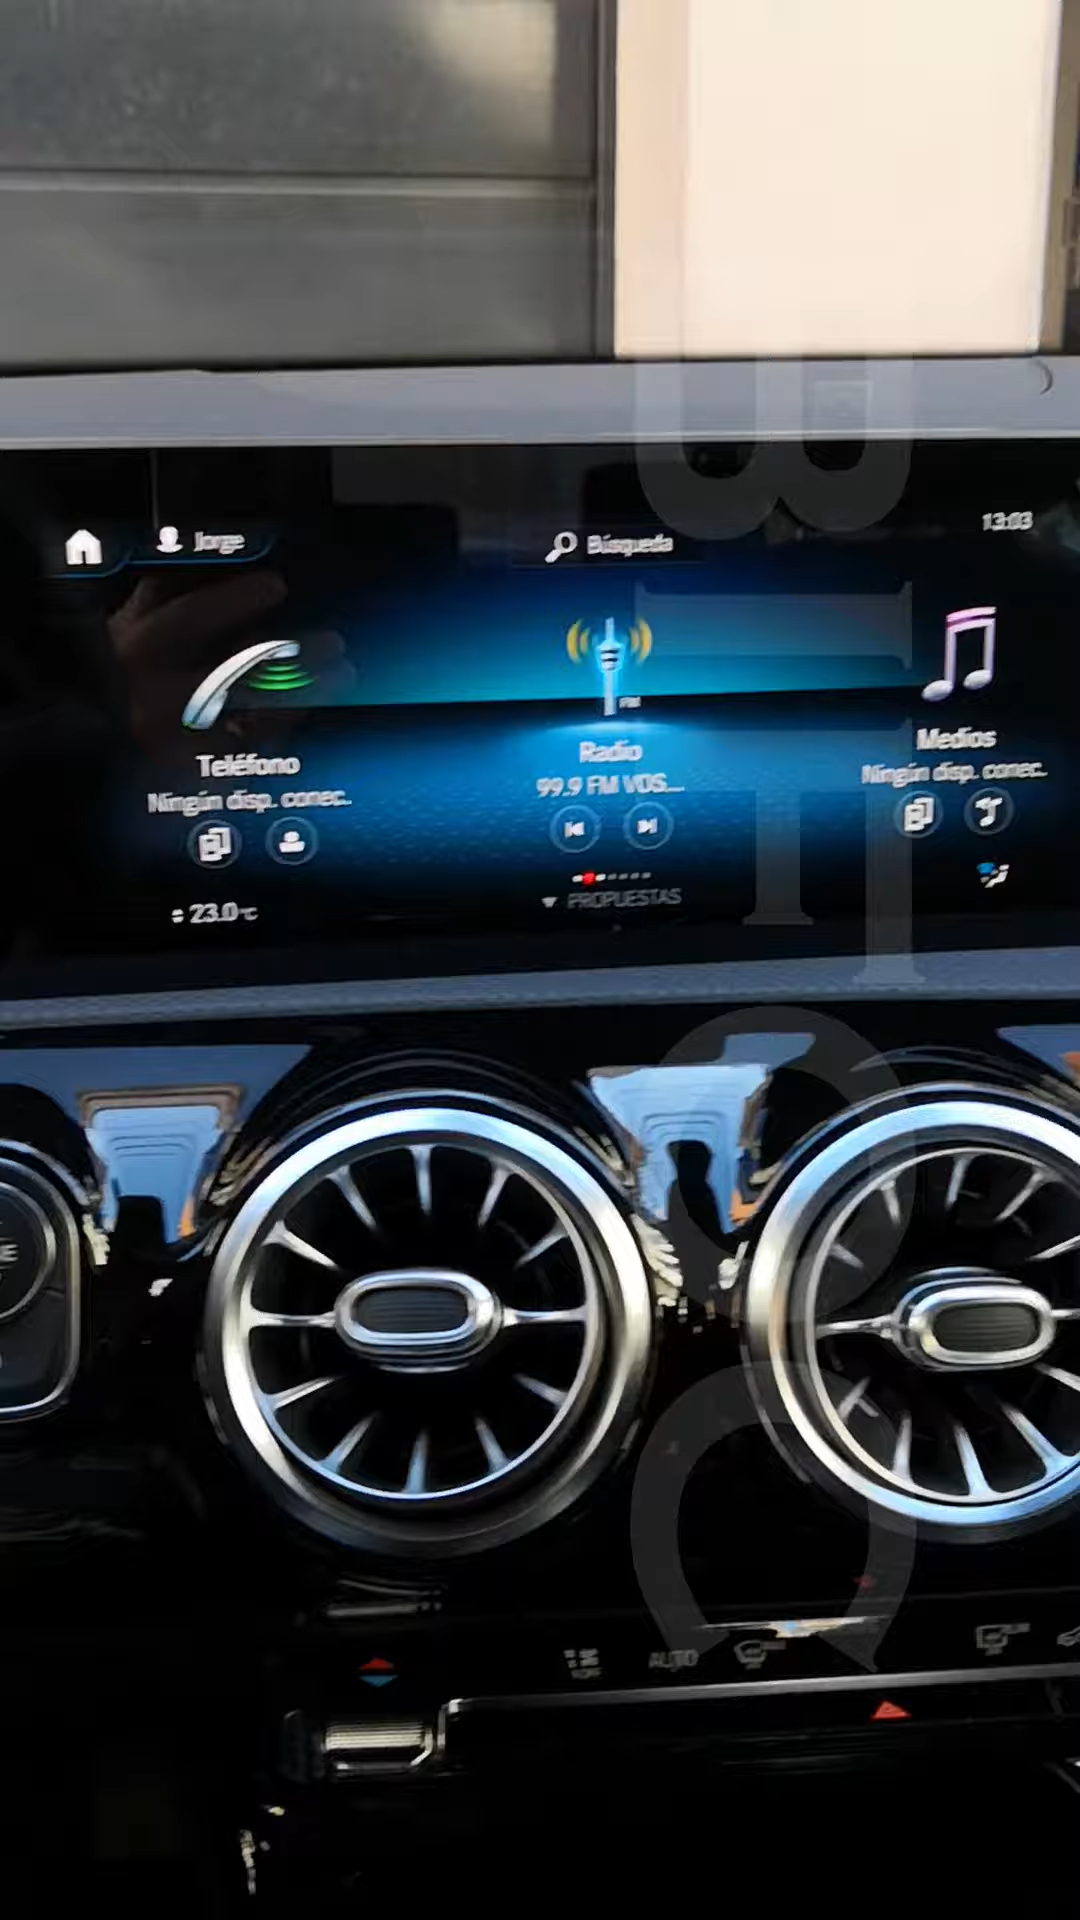 Jorge
Búsqueda
13:03
FM
Teléfono
Ningún disp. conec..
Radio
99.9 FM VOS....
Medios
Ningún disp. conec..
23.0°C
PROPUESTAS
AUTO